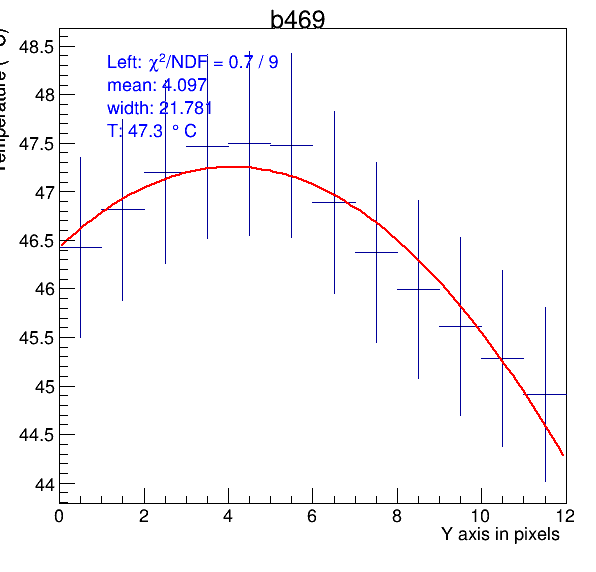 b469
Temperature (°C)
Left: χ²/NDF = 0.7 / 9
mean: 4.097
width: 21.781
T: 47.3 °C
48.5
48
47.5
47
46.5
46
45.5
45
44.5
44
0 2 4 6 8 10 12
Y axis in pixels